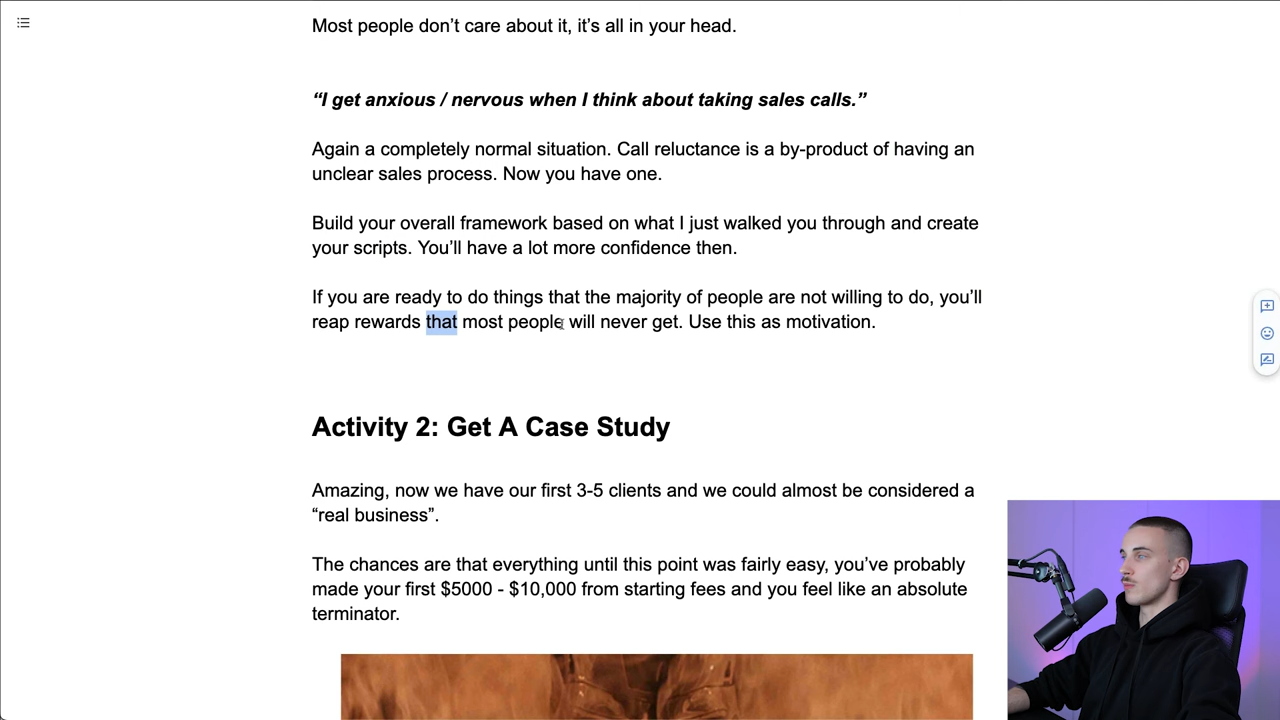 Most people don’t care about it, it’s all in your head.
“I get anxious / nervous when I think about taking sales calls.”
Again a completely normal situation. Call reluctance is a by-product of having an
unclear sales process. Now you have one.
Build your overall framework based on what I just walked you through and create
your scripts. You’ll have a lot more confidence then.
If you are ready to do things that the majority of people are not willing to do, you’ll
reap rewards that most people will never get. Use this as motivation.
Activity 2: Get A Case Study
Amazing, now we have our first 3-5 clients and we could almost be considered a
“real business”.
The chances are that everything until this point was fairly easy, you’ve probably
made your first $5000 - $10,000 from starting fees and you feel like an absolute
terminator.